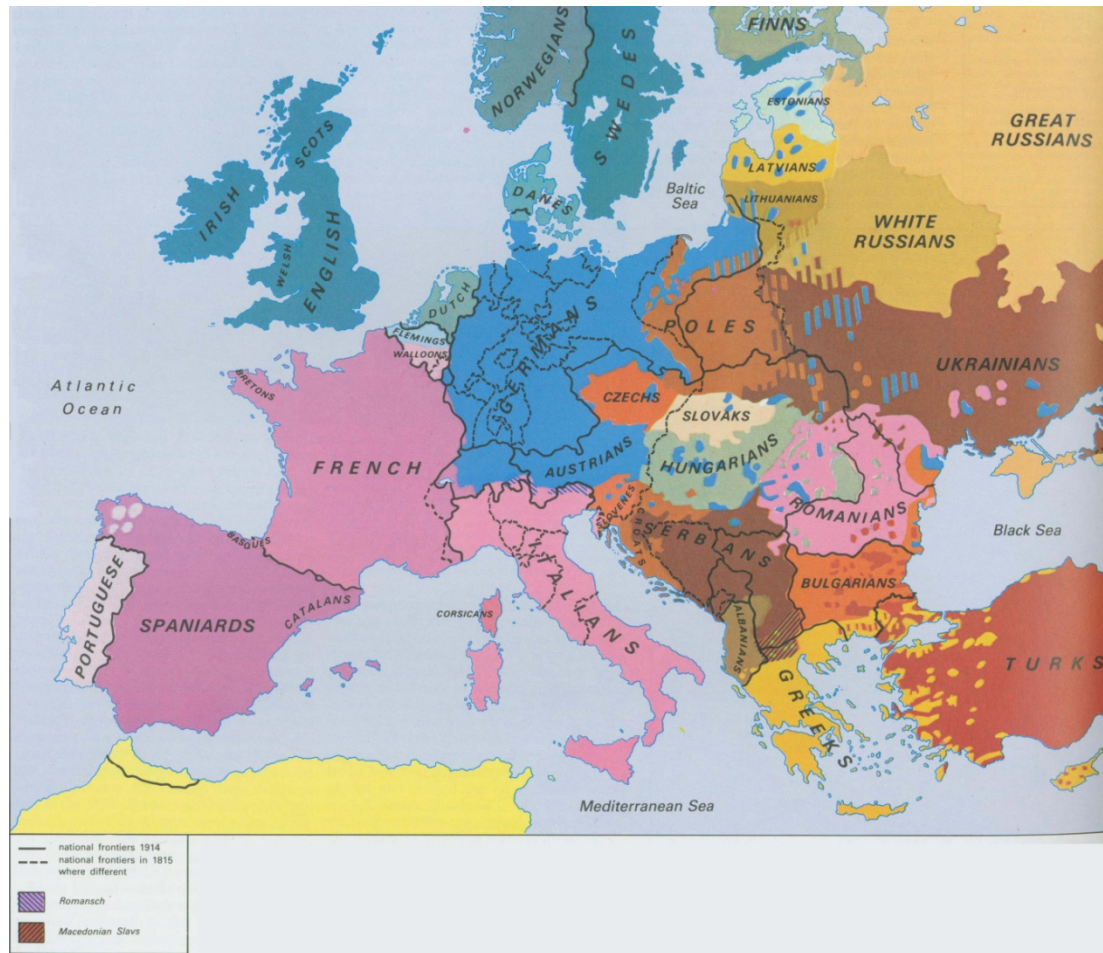 NORWEGIANS
SWEDES
FINNS
ESTONIANS
GREAT
RUSSIANS
SCOTS
LATVIANS
Baltic
Sea
DANES
LITHUANIANS
IRISH
WHITE
RUSSIANS
WELSH
ENGLISH
DUTCH
GERMANS
POLES
FLEMINGS
WALLOONS
UKRAINIANS
Atlantic
Ocean
BRETONS
CZECHS
SLOVAKS
FRENCH
AUSTRIANS
HUNGARIANS
SLOVENES
CROATS
SERBIANS
ROMANIANS
Black Sea
BASQUES
ITALIANS
BULGARIANS
PORTUGUESE
SPANIARDS
CATALANS
CORSICANS
ALBANIANS
GREEKS
TURKS
Mediterranean Sea
national frontiers 1914
national frontiers in 1815
where different
Romansch
Macedonian Slavs